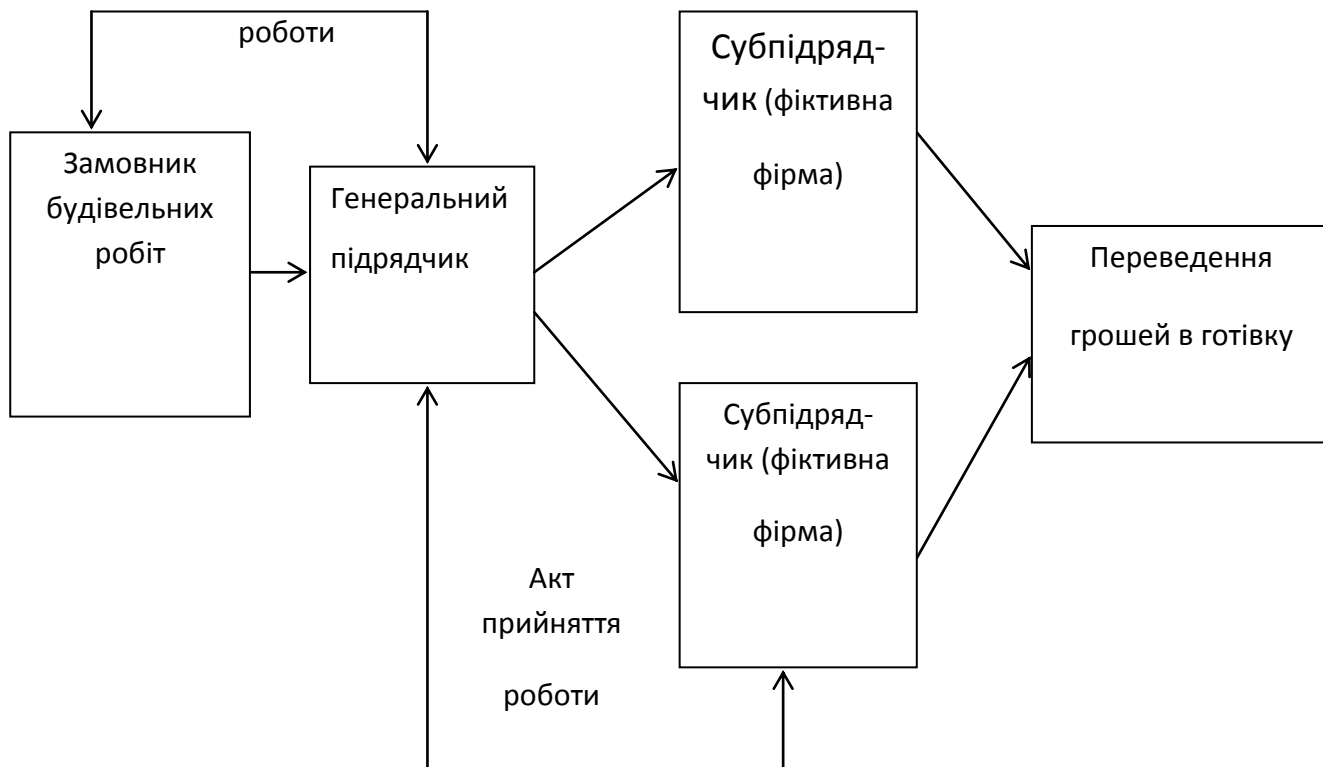 роботи
Замовник
будівельних
робіт
Генеральний
підрядчик
Субпідряд-
чик (фіктивна
фірма)
Субпідряд-
чик (фіктивна
фірма)
Переведення
грошей в готівку
Акт
прийняття
роботи